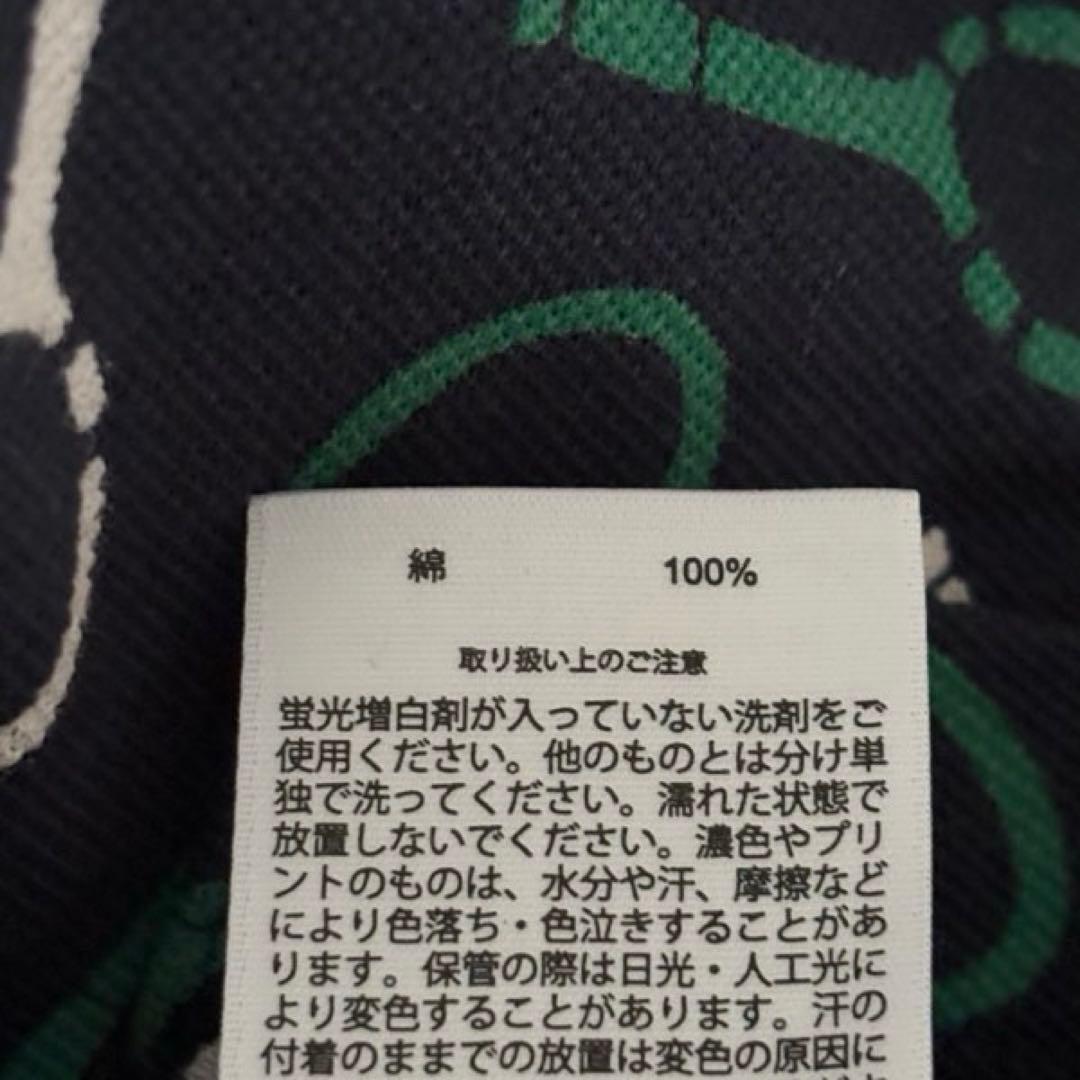 綿 100%
取り扱い上のご注意
蛍光増白剤が入っていない洗剤をご
使用ください。他のものとは分け単
独で洗ってください。濡れた状態で
放置しないでください。濃色やプリ
ントのものは、水分や汗、摩擦など
により色落ち・色泣きすることがあ
ります。保管の際は日光・人工光に
より変色することがあります。汗の
付着のままでの放置は変色の原因に